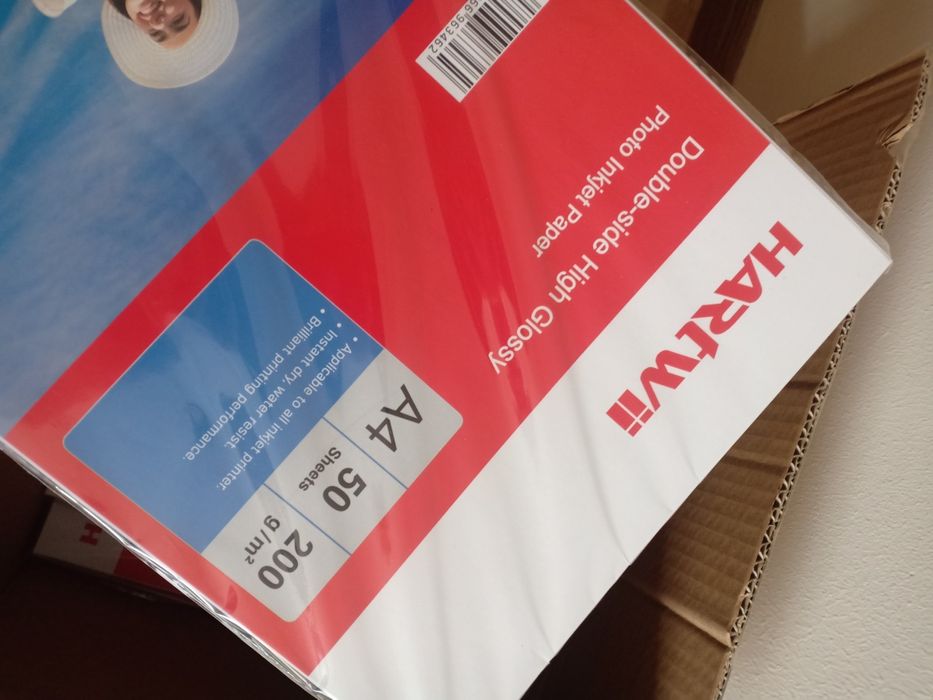 HARtwii
Double-side High Glossy
Photo Inkjet Paper
A4
50
Sheets
200
g/m²
• Applicable to all inkjet printer.
• Instant dry, water resist.
• Brilliant printing performance.
H